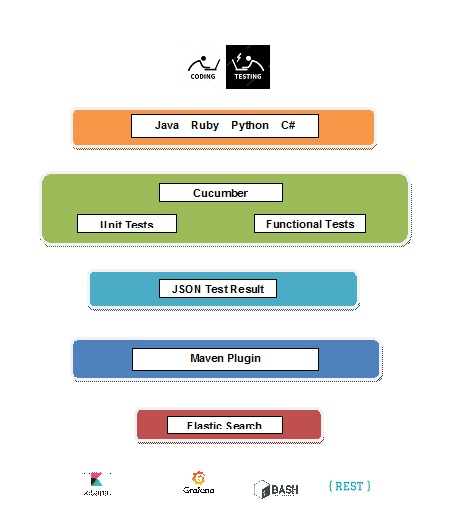 CODING TESTING
Java Ruby Python C#
Cucumber
Unit Tests Functional Tests
JSON Test Result
Maven Plugin
Elastic Search
kibana Grafana BASH { REST }